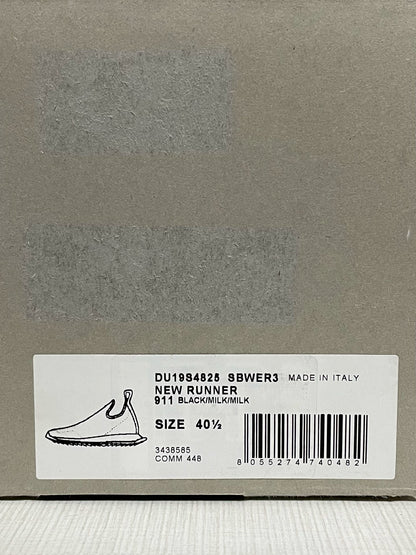 DU19S4825 SBWER3 MADE IN ITALY
NEW RUNNER
911 BLACK/MILK/MILK
SIZE 40½
3436585
COMM 448
8 055274 740482